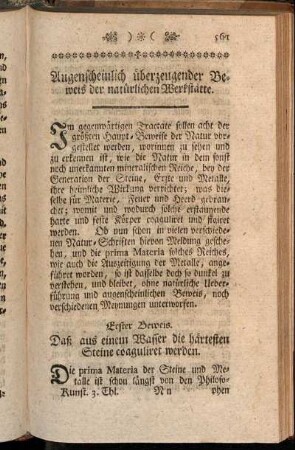 )※(
561
Augenscheinlich überzeugender Be-
weis der natürlichen Werkstätte.
Im gegenwärtigen Tractate sollen acht der
größten Haupt-Beweise der Natur vor-
gestellet werden, worinnen zu sehen und
zu erkennen ist, wie die Natur in dem sonst
noch unerkannten mineralischen Reiche, bey der
Generation der Steine, Erzte und Metalle,
ihre heimliche Wirkung verrichtet; was die-
selbe für Materie, Feuer und Heerd gebrau-
chet; womit und wodurch solche erstaunende
harte und feste Körper coaguliret und figiret
werden. Ob nun schon in vielen verschiede-
nen Natur-Schriften hievon Meldung gesche-
hen, und die prima Materia solches Reiches,
wie auch die Auszeitigung der Metalle, ange-
führet worden, so ist dasselbe doch so dunkel zu
verstehen, und bleibet, ohne natürliche Ueber-
führung und augenscheinlichen Beweis, noch
verschiedenen Meynungen unterworfen.
Erster Beweis.
Daß aus einem Wasser die härtesten
Steine coaguliret werden.
Die prima Materia der Steine und Me-
talle ist schon längst von den Philoso-
Kunst. 3. Thl. N n phen